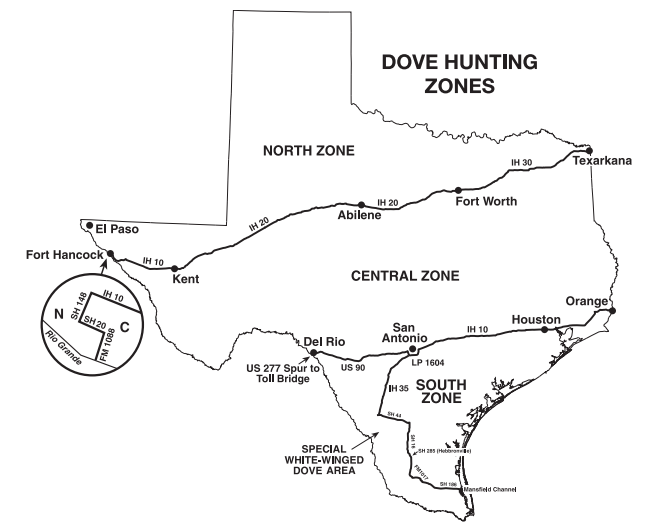 DOVE HUNTING
ZONES
NORTH ZONE
IH 30
Texarkana
Fort Worth
IH 20
Abilene
IH 20
El Paso
Fort Hancock
IH 10
Kent
CENTRAL ZONE
IH 10
SH 148
N
SH 20
C
FM 1088
Rio Grande
Orange
Houston
IH 10
San
Antonio
Del Rio
US 90
LP 1604
US 277 Spur to
Toll Bridge
IH 35
SOUTH
ZONE
SH 44
SH 16
SH 285 (Hebbronville)
SPECIAL
WHITE-WINGED
DOVE AREA
FM1017
SH 186
Mansfield Channel